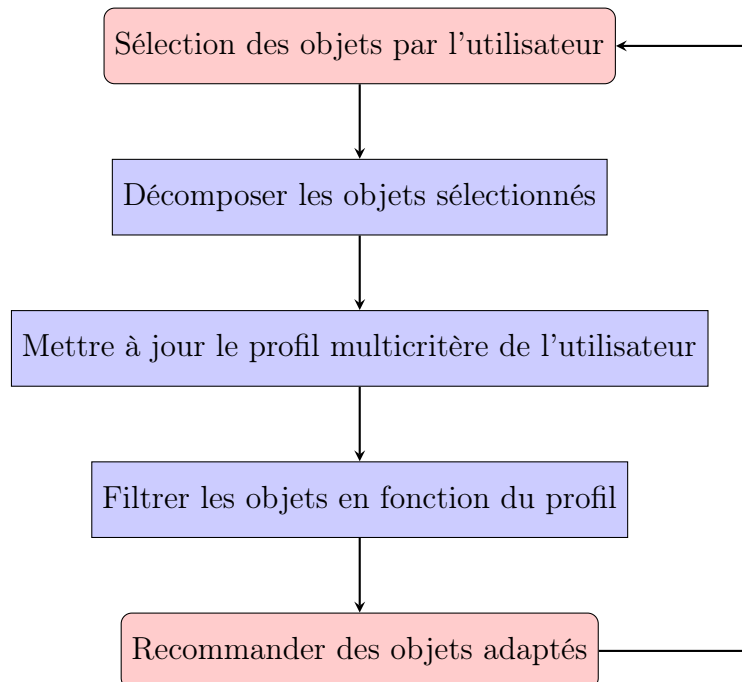 Sélection des objets par l'utilisateur
Décomposer les objets sélectionnés
Mettre à jour le profil multicritère de l'utilisateur
Filtrer les objets en fonction du profil
Recommander des objets adaptés